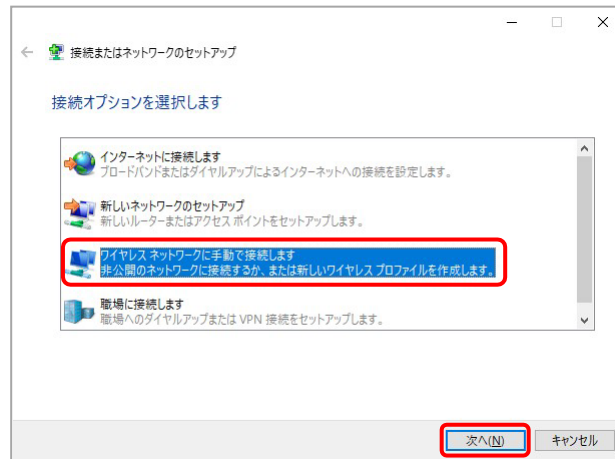 接続またはネットワークのセットアップ
接続オプションを選択します
インターネットに接続します
ブロードバンドまたはダイヤルアップによるインターネットへの接続を設定します。
新しいネットワークのセットアップ
新しいルーターまたはアクセス ポイントをセットアップします。
ワイヤレス ネットワークに手動で接続します
非公開のネットワークに接続するか、または新しいワイヤレス プロファイルを作成します。
職場に接続します
職場へのダイヤルアップまたは VPN 接続をセットアップします。
次へ(N) キャンセル